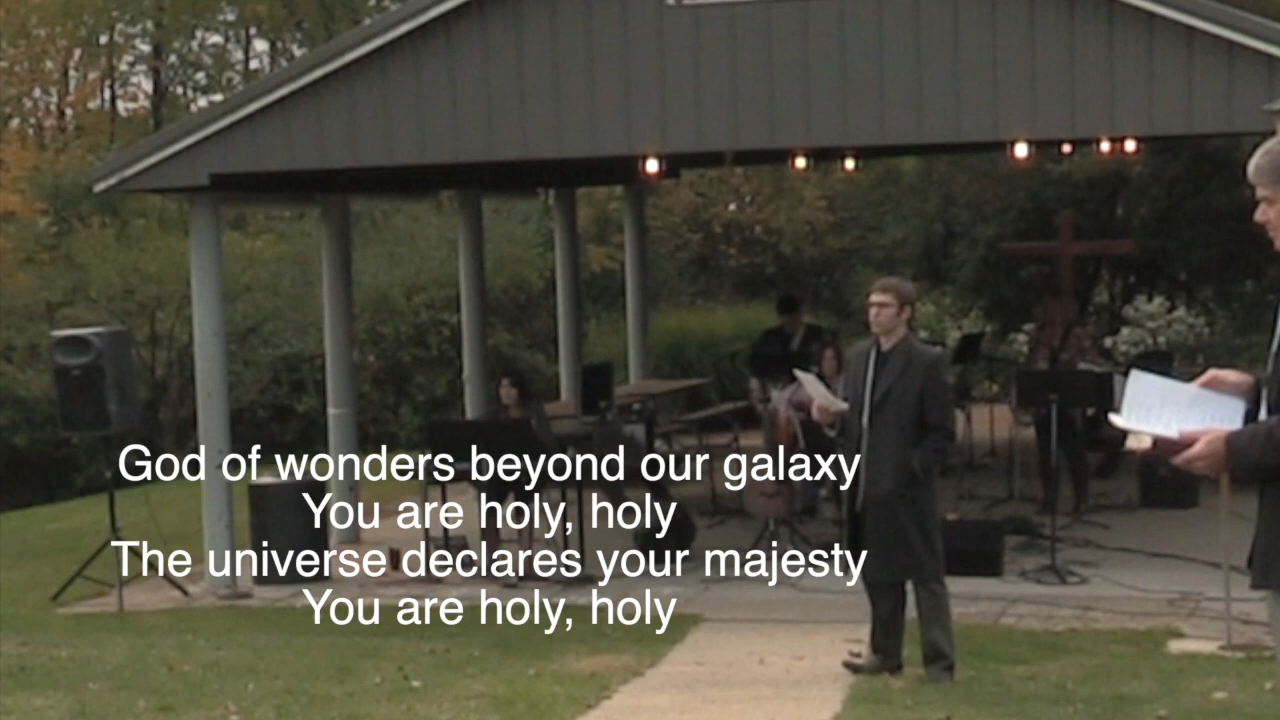 God of wonders beyond our galaxy
You are holy, holy
The universe declares your majesty
You are holy, holy